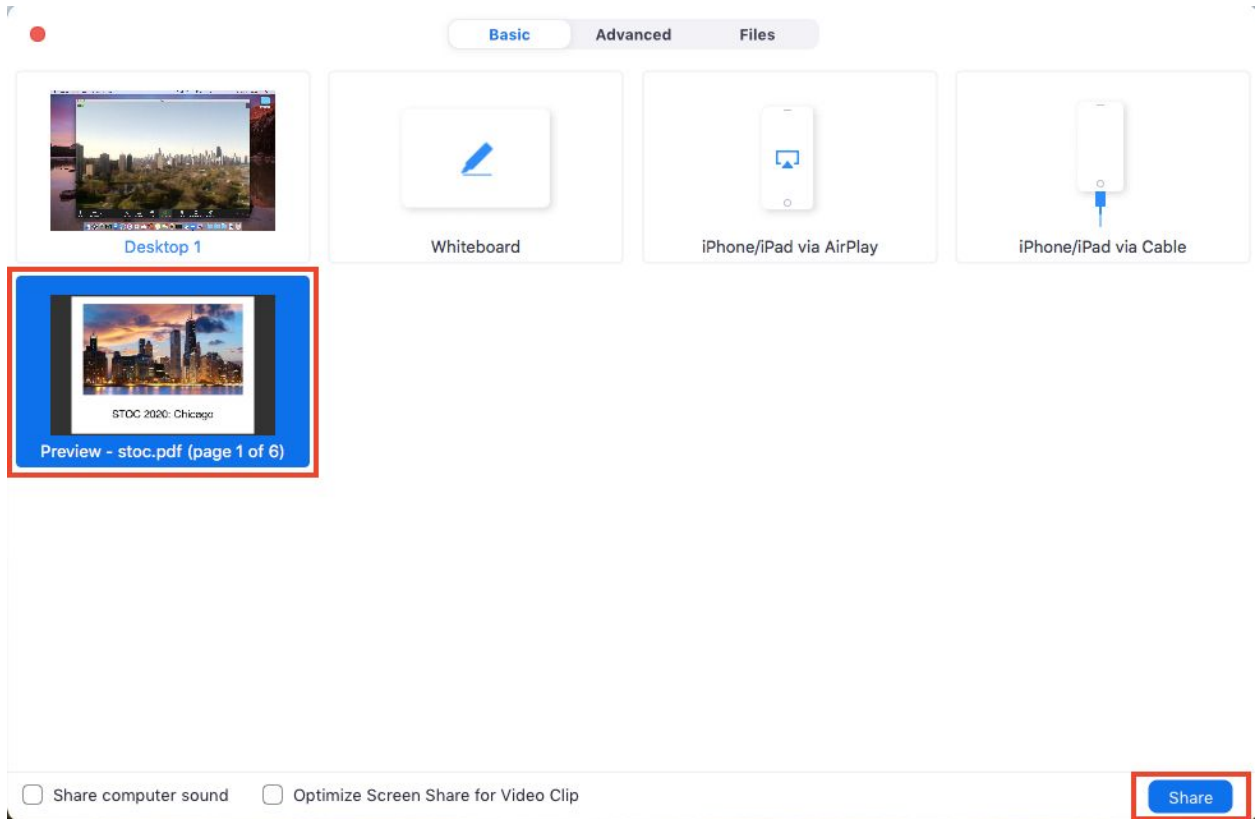 Basic Advanced Files
Desktop 1 Whiteboard iPhone/iPad via AirPlay iPhone/iPad via Cable
STOC 2020: Chicago
Preview - stoc.pdf (page 1 of 6)
Share computer sound Optimize Screen Share for Video Clip Share